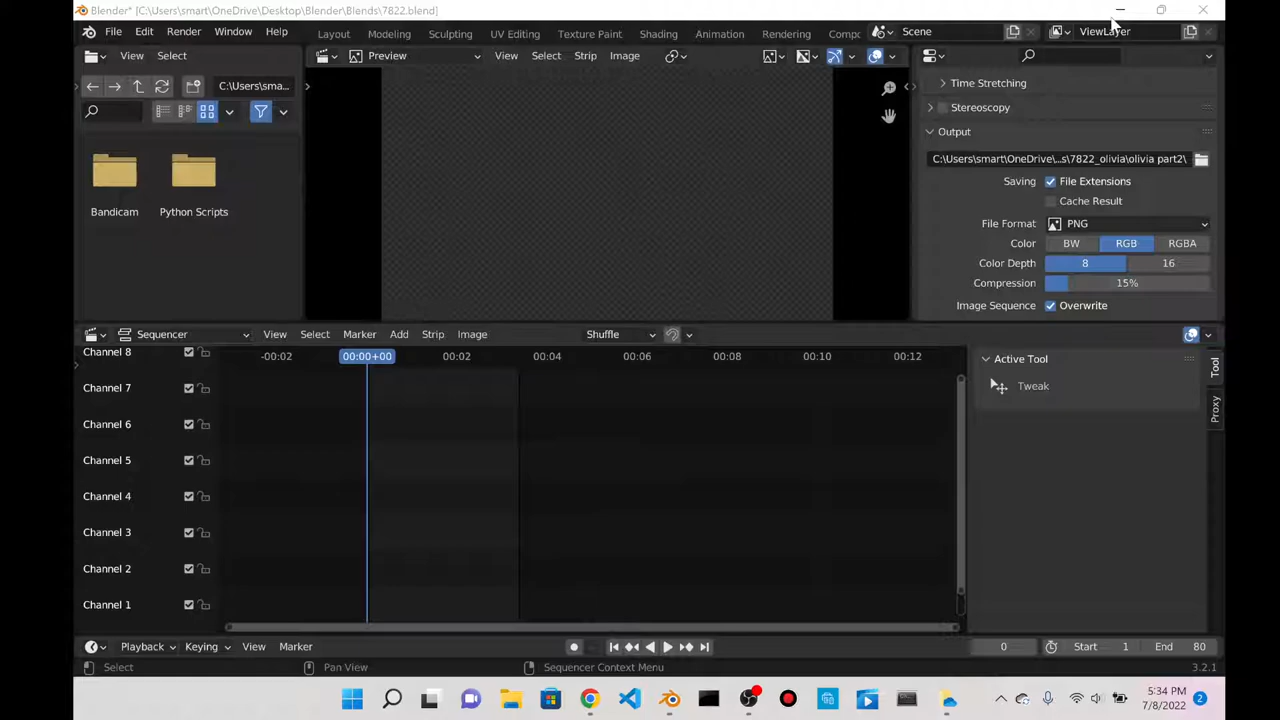 Blender* [C:\Users\smart\OneDrive\Desktop\Blender\Blends\7822.blend]
File Edit Render Window Help Layout Modeling Sculpting UV Editing Texture Paint Shading Animation Rendering Compc Scene ViewLayer
View Select Preview View Select Strip Image
Time Stretching
C:\Users\sma...
Stereoscopy
Output
C:\Users\smart\OneDrive\...s\7822_olivia\olivia part2\
Saving File Extensions
Cache Result
Bandicam Python Scripts
File Format PNG
Color BW RGB RGBA
Color Depth 8 16
Compression 15%
Image Sequence Overwrite
Sequencer View Select Marker Add Strip Image Shuffle
Channel 8 -00:02 00:00+00 00:02 00:04 00:06 00:08 00:10 00:12
Active Tool
Tool
Tweak
Proxy
Channel 7
Channel 6
Channel 5
Channel 4
Channel 3
Channel 2
Channel 1
Playback Keying View Marker 0 Start 1 End 80
Select Pan View Sequencer Context Menu 3.2.1
5:34 PM
7/8/2022 2